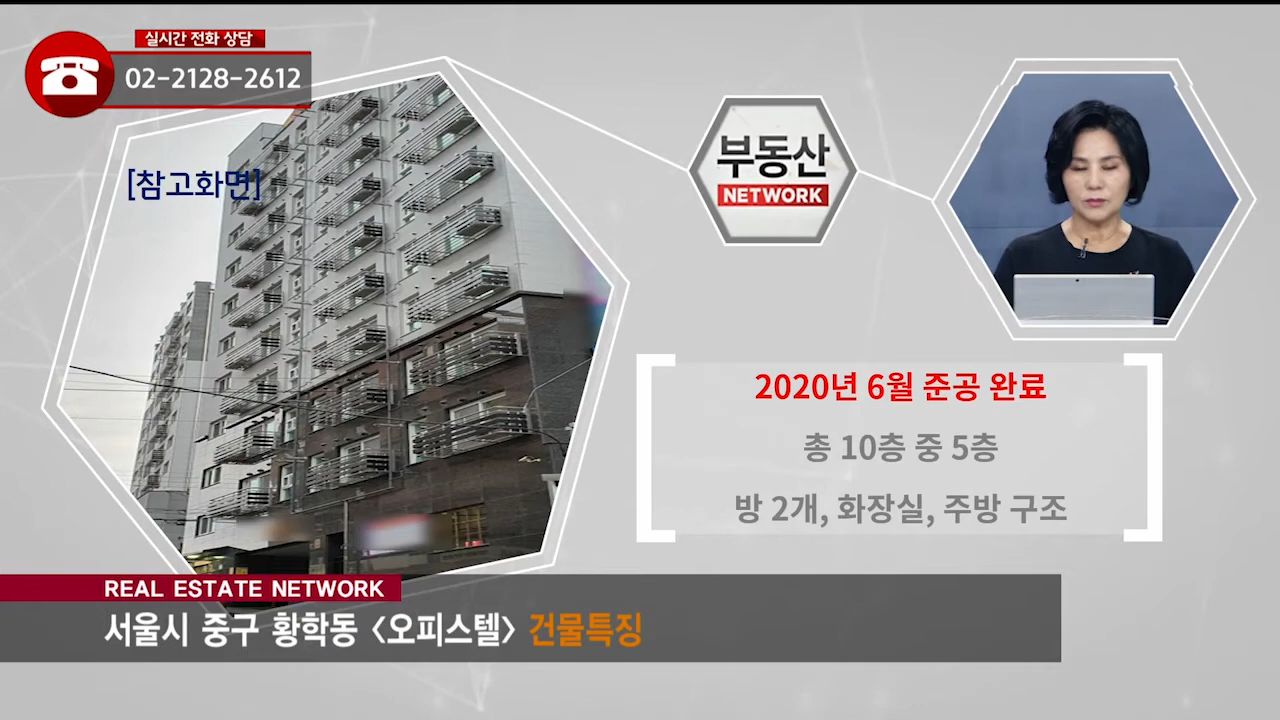 실시간 전화 상담
02-2128-2612
[참고화면]
부동산
NETWORK
2020년 6월 준공 완료
총 10층 중 5층
방 2개, 화장실, 주방 구조
REAL ESTATE NETWORK
서울시 중구 황학동 <오피스텔> 건물특징